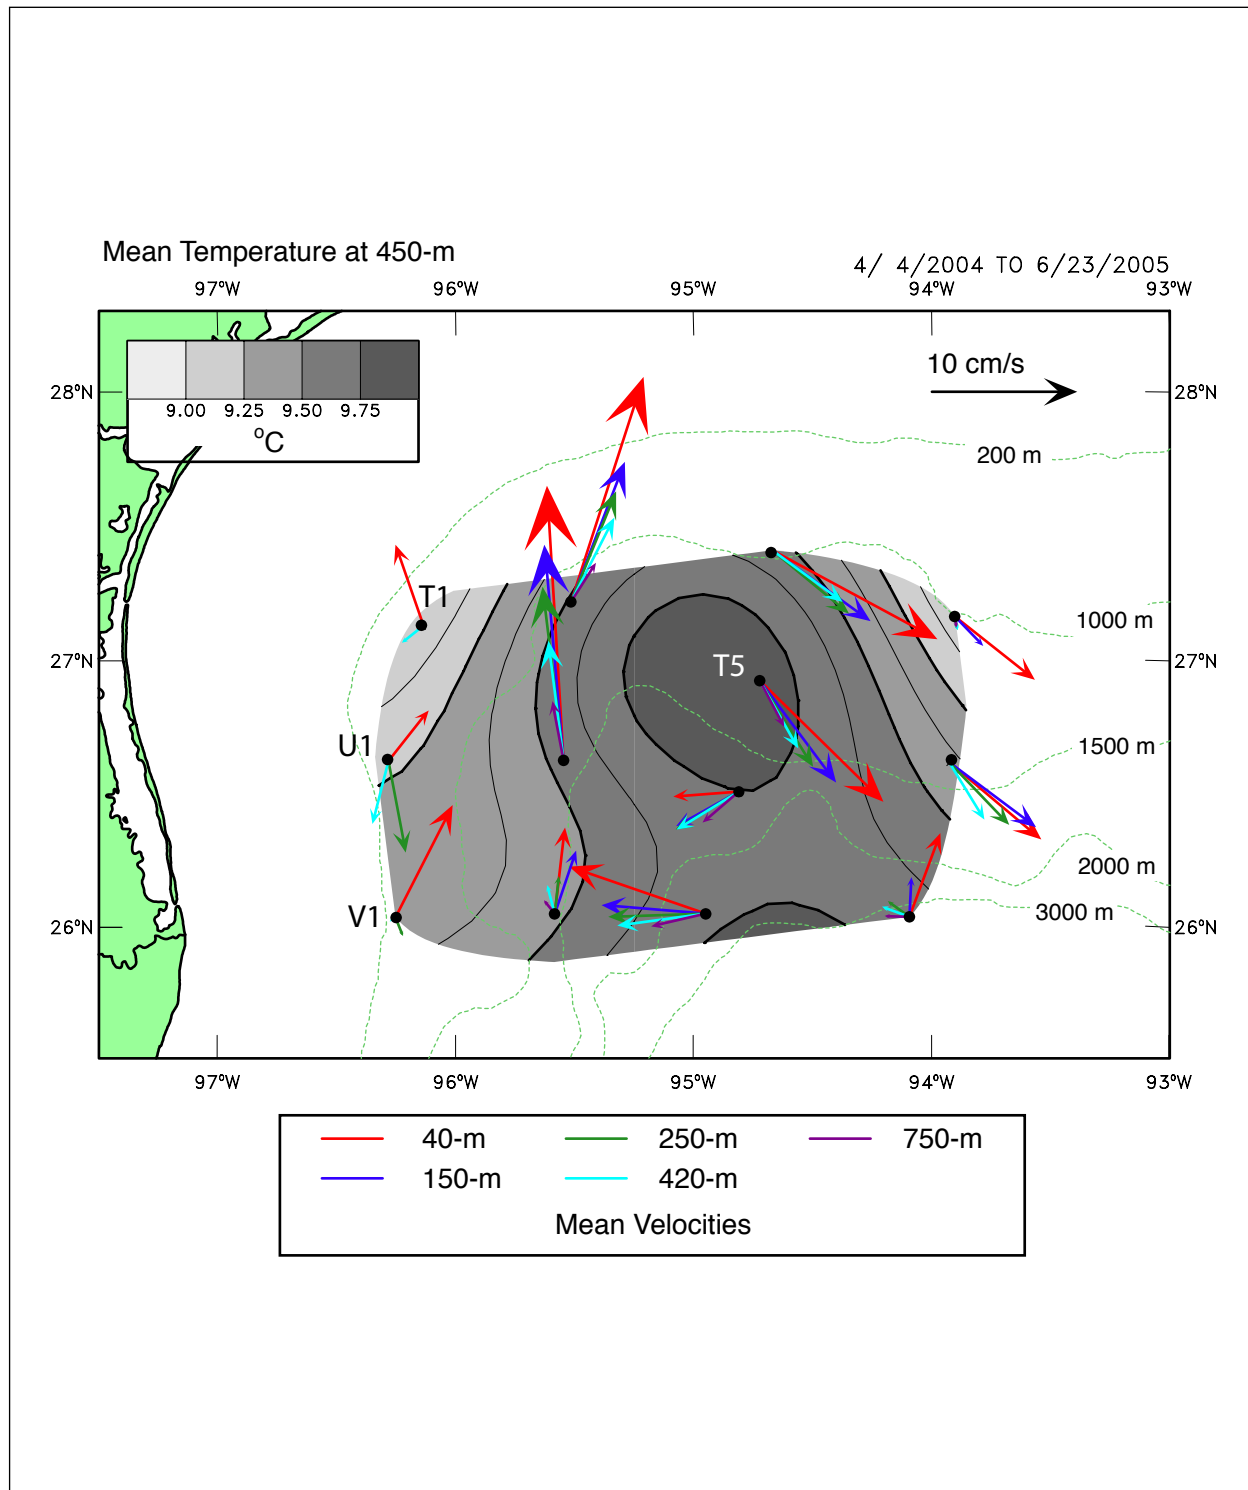 Mean Temperature at 450-m
4/ 4/2004 TO 6/23/2005
97°W 96°W 95°W 94°W 93°W
28°N 28°N
9.00 9.25 9.50 9.75
°C
10 cm/s
200 m
T1
1000 m
27°N 27°N
T5
U1
1500 m
2000 m
V1
3000 m
26°N 26°N
97°W 96°W 95°W 94°W 93°W
40-m 250-m 750-m
150-m 420-m
Mean Velocities